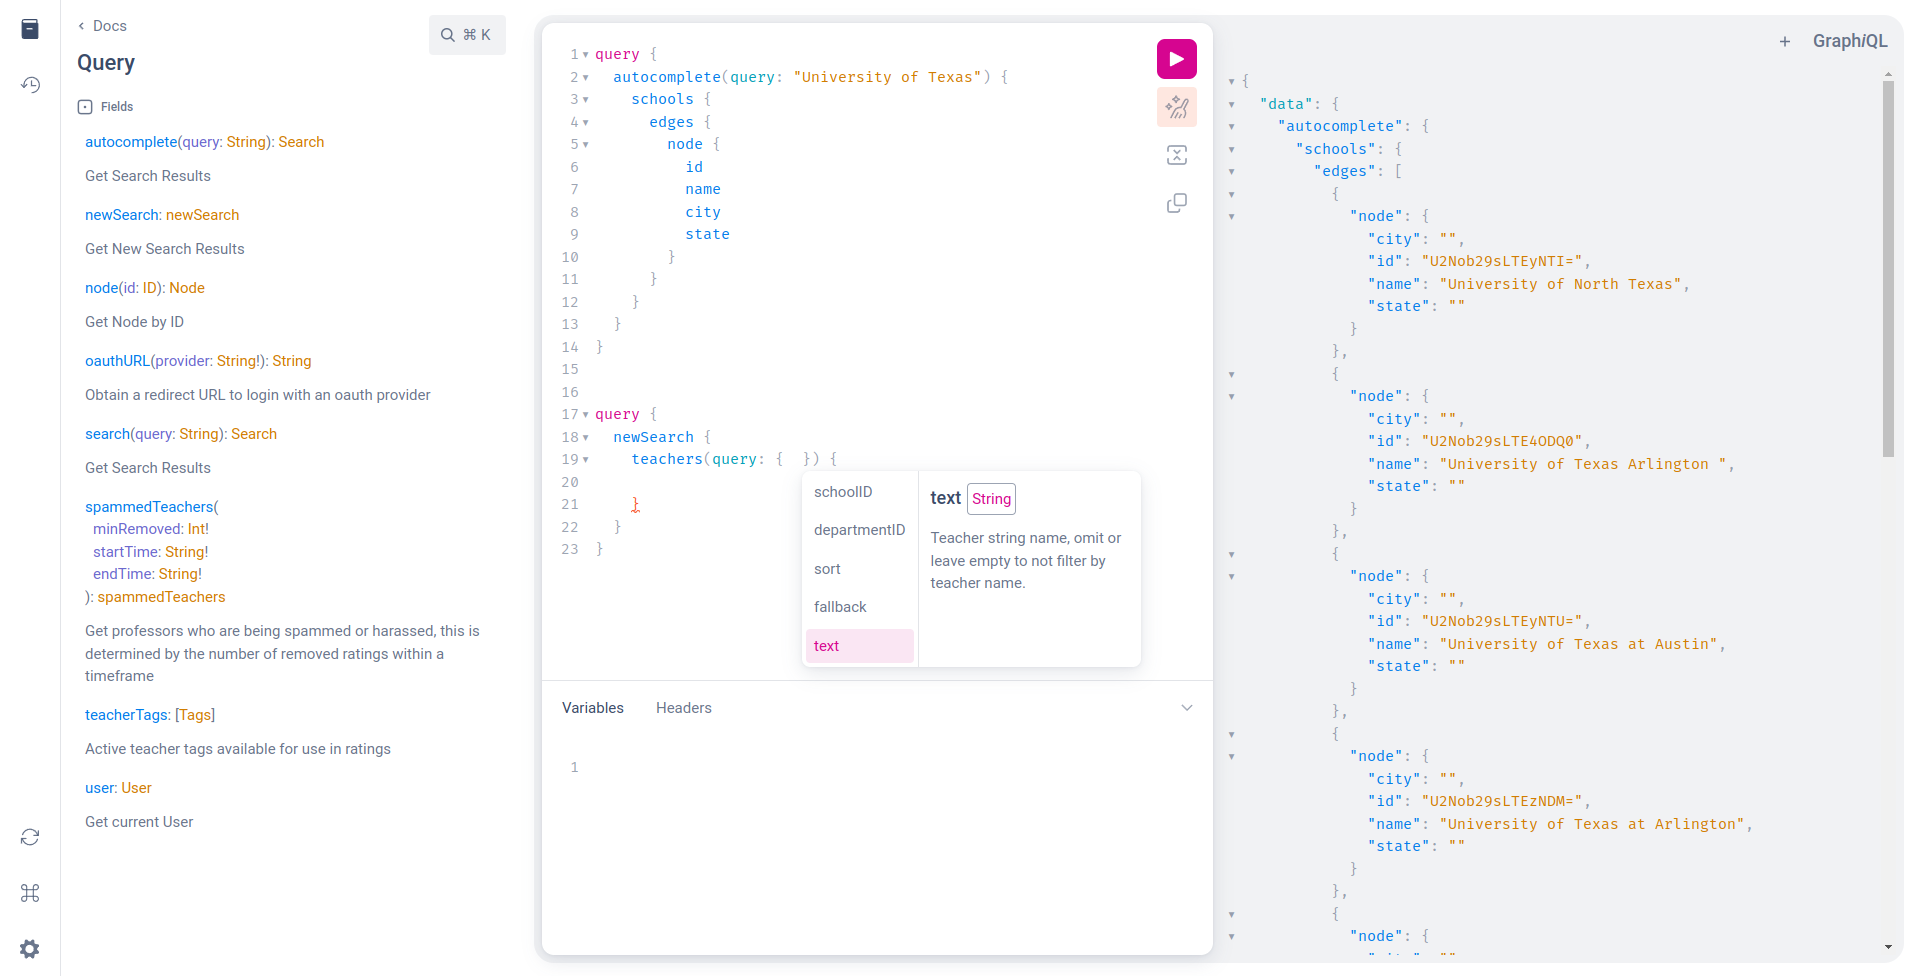 Docs
⌘ K
Query
Fields
autocomplete(query: String): Search
Get Search Results
newSearch: newSearch
Get New Search Results
node(id: ID): Node
Get Node by ID
oauthURL(provider: String!): String
Obtain a redirect URL to login with an oauth provider
search(query: String): Search
Get Search Results
spammedTeachers(
minRemoved: Int!
startTime: String!
endTime: String!
): spammedTeachers
Get professors who are being spammed or harassed, this is
determined by the number of removed ratings within a
timeframe
teacherTags: [Tags]
Active teacher tags available for use in ratings
user: User
Get current User
1 query {
2 autocomplete(query: "University of Texas") {
3 schools {
4 edges {
5 node {
6 id
7 name
8 city
9 state
10 }
11 }
12 }
13 }
14 }
15
16
17 query {
18 newSearch {
19 teachers(query: {  }) {
20
21 }
22 }
23 }
schoolID
departmentID
sort
fallback
text
text String
Teacher string name, omit or
leave empty to not filter by
teacher name.
Variables Headers
1
+ GraphiQL
{
"data": {
"autocomplete": {
"schools": {
"edges": [
{
"node": {
"city": "",
"id": "U2Nob29sLTEyNTI=",
"name": "University of North Texas",
"state": ""
}
},
{
"node": {
"city": "",
"id": "U2Nob29sLTE4ODQ0",
"name": "University of Texas Arlington ",
"state": ""
}
},
{
"node": {
"city": "",
"id": "U2Nob29sLTEyNTU=",
"name": "University of Texas at Austin",
"state": ""
}
},
{
"node": {
"city": "",
"id": "U2Nob29sLTEzNDM=",
"name": "University of Texas at Arlington",
"state": ""
}
},
{
"node": {